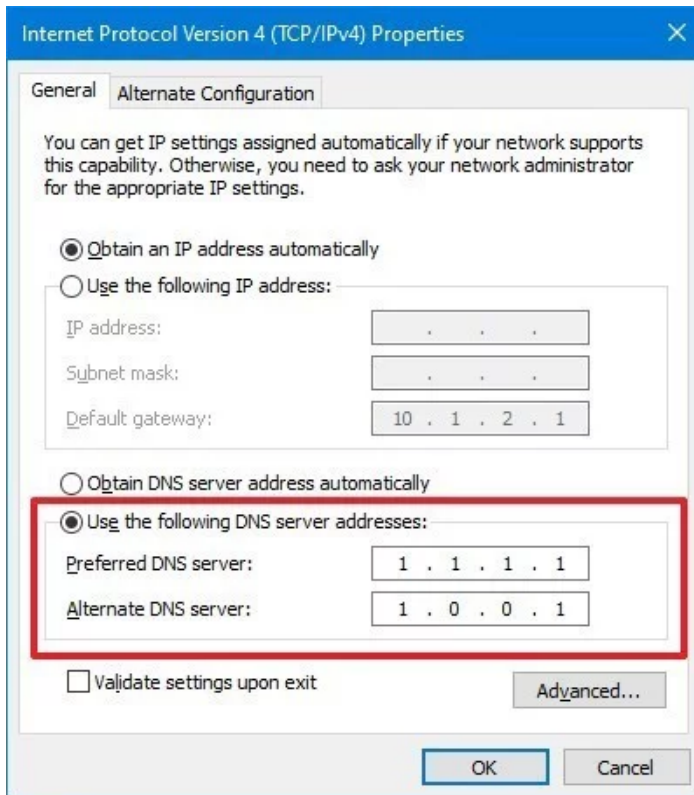 Internet Protocol Version 4 (TCP/IPv4) Properties
General
Alternate Configuration
You can get IP settings assigned automatically if your network supports
this capability. Otherwise, you need to ask your network administrator
for the appropriate IP settings.
Obtain an IP address automatically
Use the following IP address:
IP address: . . .
Subnet mask: . . .
Default gateway: 10 . 1 . 2 . 1
Obtain DNS server address automatically
Use the following DNS server addresses:
Preferred DNS server: 1 . 1 . 1 . 1
Alternate DNS server: 1 . 0 . 0 . 1
Validate settings upon exit
Advanced...
OK
Cancel